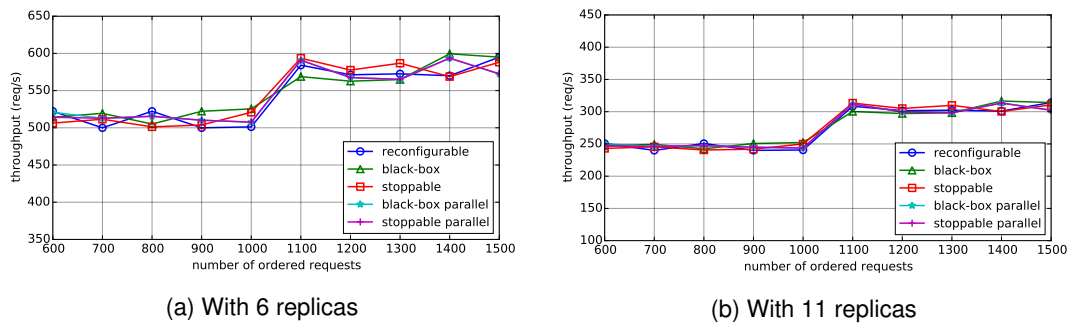 650
600
550
500
450
400
350
throughput (req/s)
reconfigurable
black-box
stoppable
black-box parallel
stoppable parallel
600 700 800 900 1000 1100 1200 1300 1400 1500
number of ordered requests
(a) With 6 replicas
450
400
350
300
250
200
150
100
throughput (req/s)
reconfigurable
black-box
stoppable
black-box parallel
stoppable parallel
600 700 800 900 1000 1100 1200 1300 1400 1500
number of ordered requests
(b) With 11 replicas